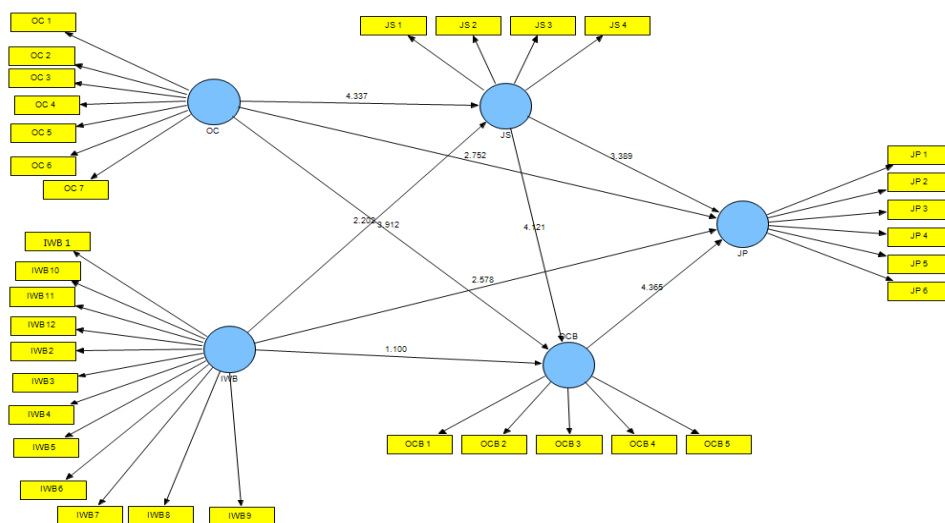 OC 1
OC 2
OC 3
OC 4
OC 5
OC 6
OC 7
OC
JS 1
JS 2
JS 3
JS 4
JS
4.337
2.752
3.389
2.202
3.912
4.121
2.578
4.365
1.100
JP 1
JP 2
JP 3
JP 4
JP 5
JP 6
JP
IWB 1
IWB10
IWB11
IWB12
IWB2
IWB3
IWB4
IWB5
IWB6
IWB7
IWB8
IWB9
IWB
OCB
OCB 1
OCB 2
OCB 3
OCB 4
OCB 5